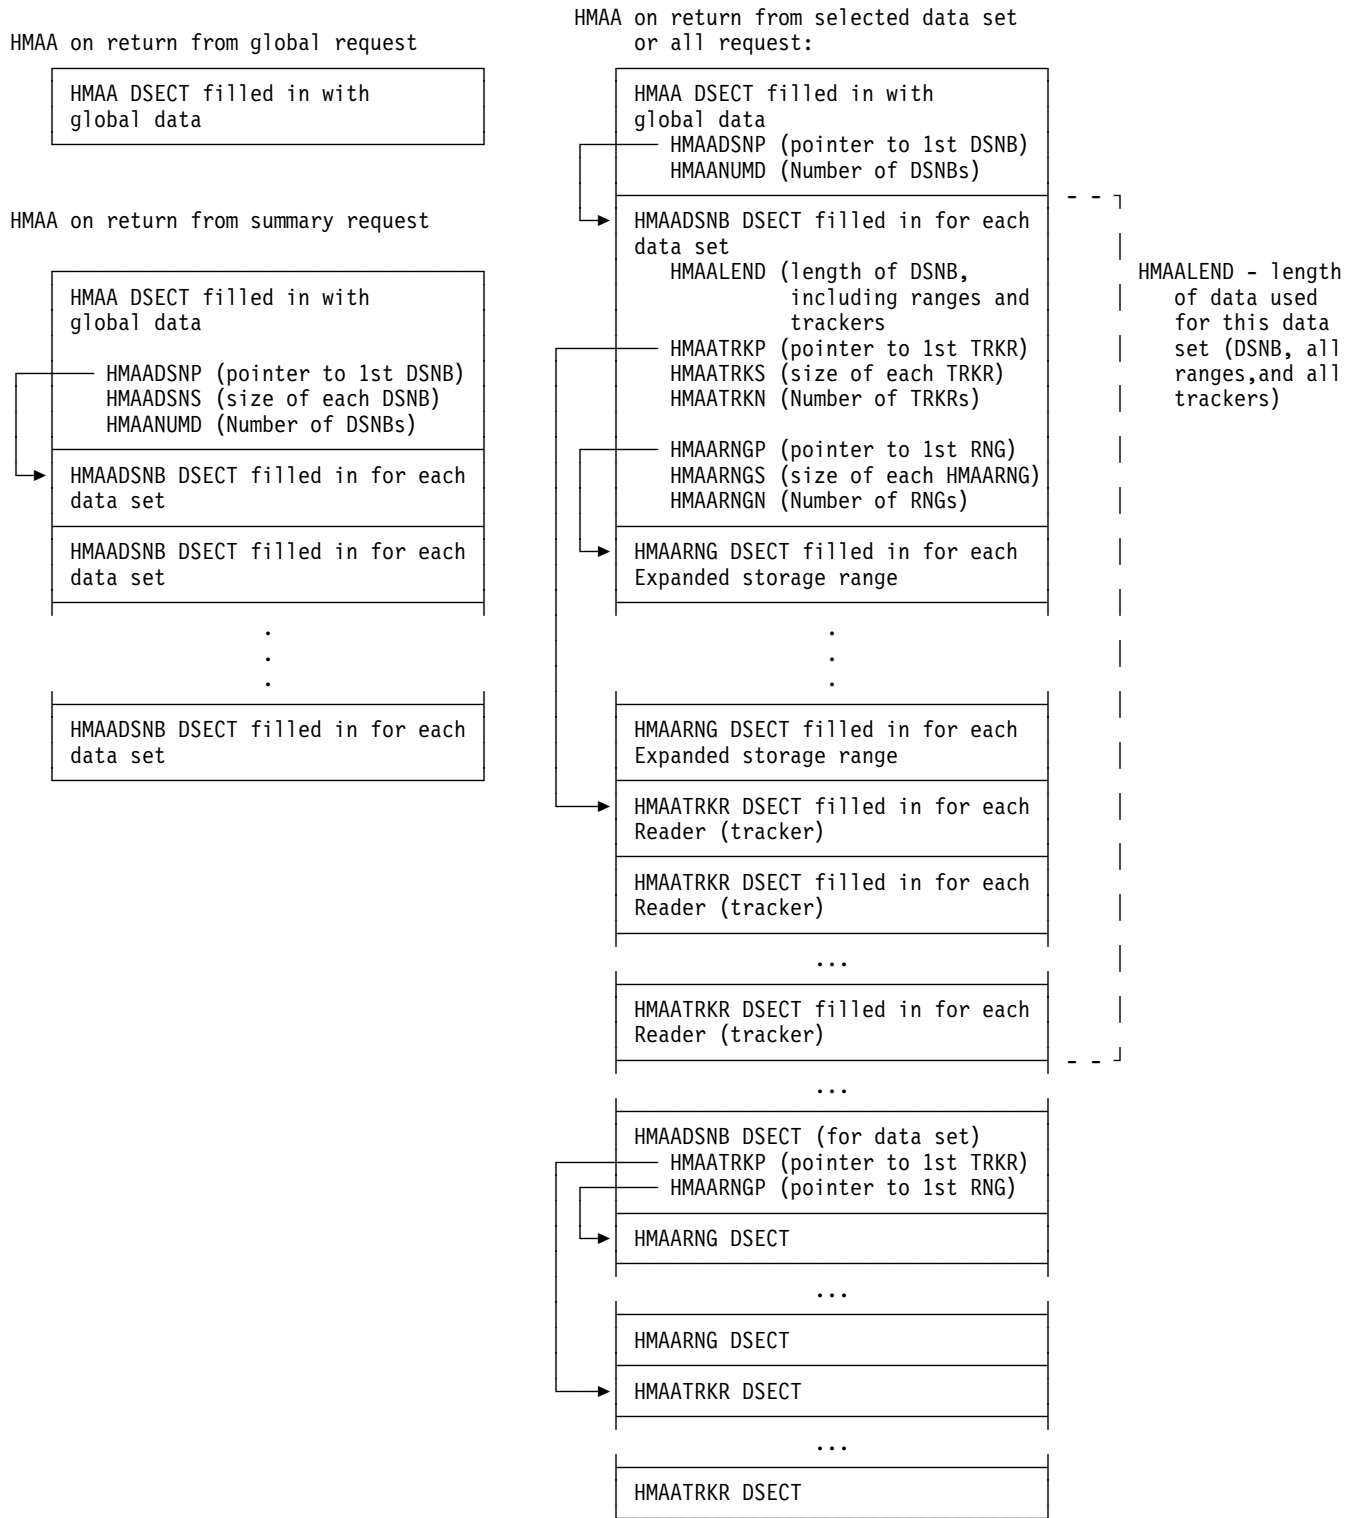 HMAA on return from global request
HMAA DSECT filled in with
global data
HMAA on return from summary request
HMAA DSECT filled in with
global data
HMAADSNP (pointer to 1st DSNB)
HMAADSNS (size of each DSNB)
HMAANUMD (Number of DSNBs)
HMAADSNB DSECT filled in for each
data set
HMAADSNB DSECT filled in for each
data set
.
.
.
HMAADSNB DSECT filled in for each
data set
HMAA on return from selected data set
or all request:
HMAA DSECT filled in with
global data
HMAADSNP (pointer to 1st DSNB)
HMAANUMD (Number of DSNBs)
HMAADSNB DSECT filled in for each
data set
HMAALEND (length of DSNB,
including ranges and
trackers
HMAATRKP (pointer to 1st TRKR)
HMAATRKS (size of each TRKR)
HMAATRKN (Number of TRKRs)
HMAARNGP (pointer to 1st RNG)
HMAARNGS (size of each HMAARNG)
HMAARNGN (Number of RNGs)
HMAARNG DSECT filled in for each
Expanded storage range
.
.
.
HMAARNG DSECT filled in for each
Expanded storage range
HMAATRKR DSECT filled in for each
Reader (tracker)
HMAATRKR DSECT filled in for each
Reader (tracker)
...
HMAATRKR DSECT filled in for each
Reader (tracker)
...
HMAADSNB DSECT (for data set)
HMAATRKP (pointer to 1st TRKR)
HMAARNGP (pointer to 1st RNG)
HMAARNG DSECT
...
HMAARNG DSECT
HMAATRKR DSECT
...
HMAATRKR DSECT
HMAALEND - length
of data used
for this data
set (DSNB, all
ranges,and all
trackers)